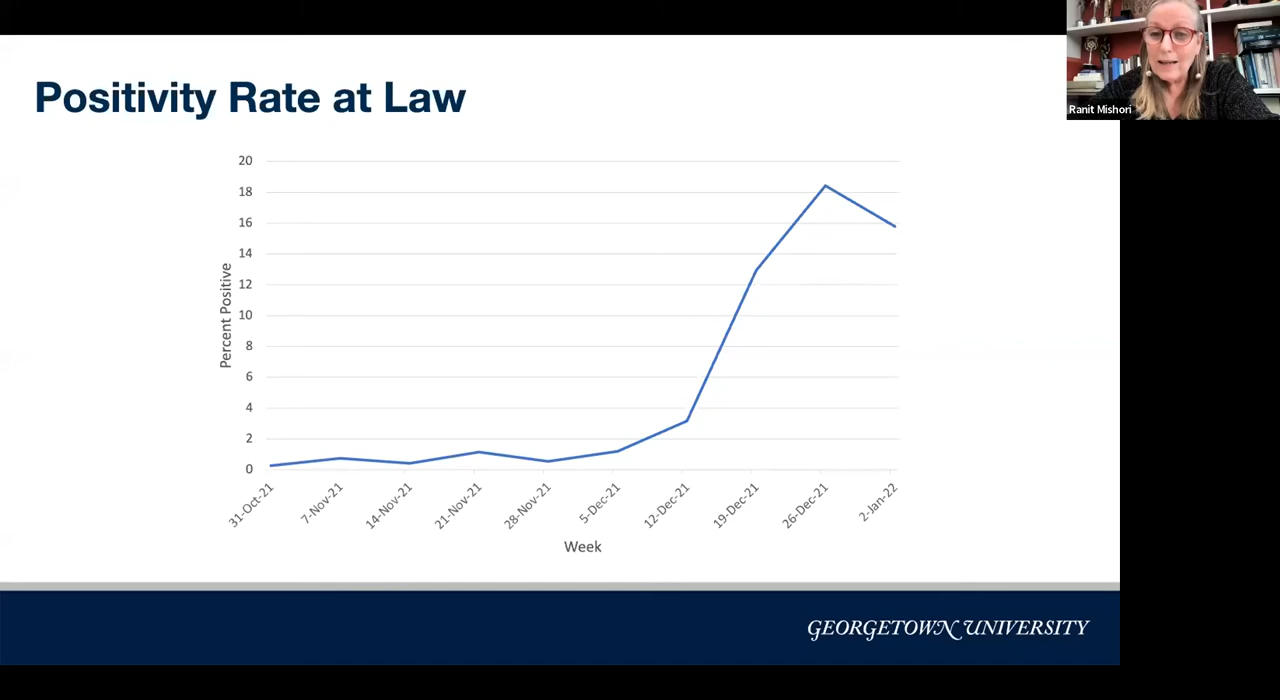 Ranit Mishori
Positivity Rate at Law
Percent Positive
20
18
16
14
12
10
8
6
4
2
0
31-Oct-21
7-Nov-21
14-Nov-21
21-Nov-21
28-Nov-21
5-Dec-21
12-Dec-21
19-Dec-21
26-Dec-21
2-Jan-22
Week
GEORGETOWN UNIVERSITY